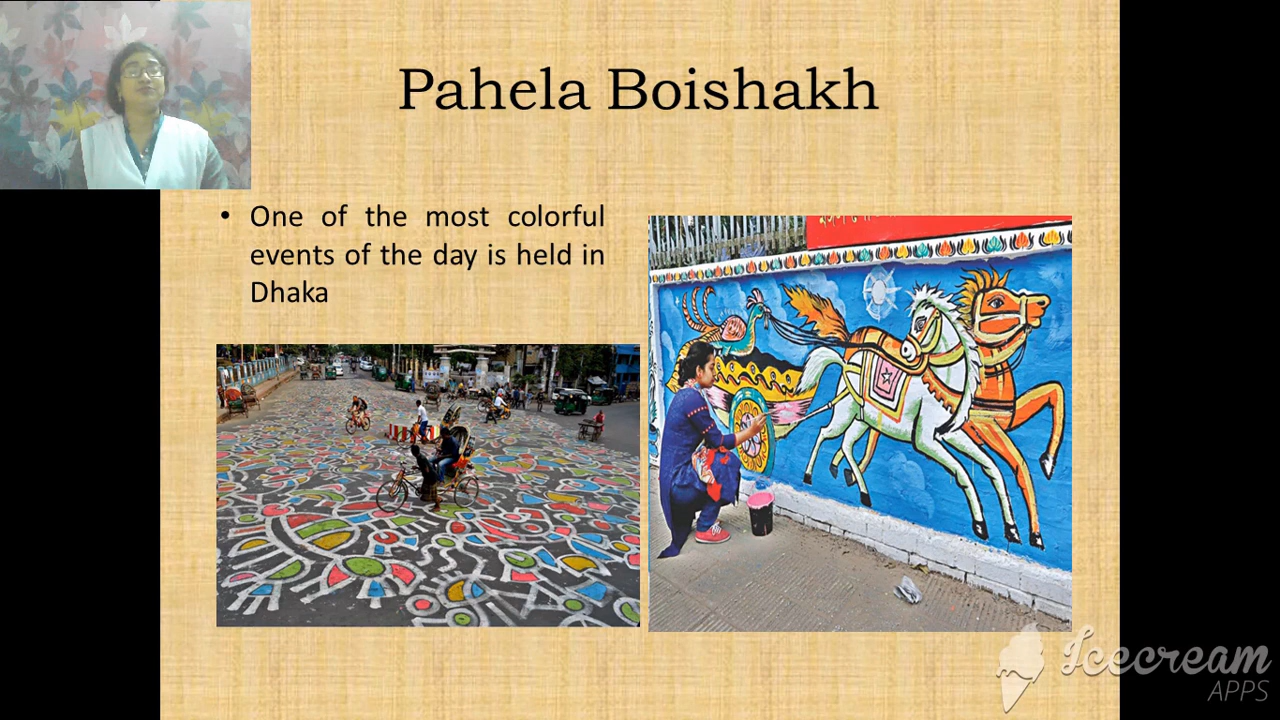 Pahela Boishakh
• One of the most colorful
events of the day is held in
Dhaka
Icecream
APPS